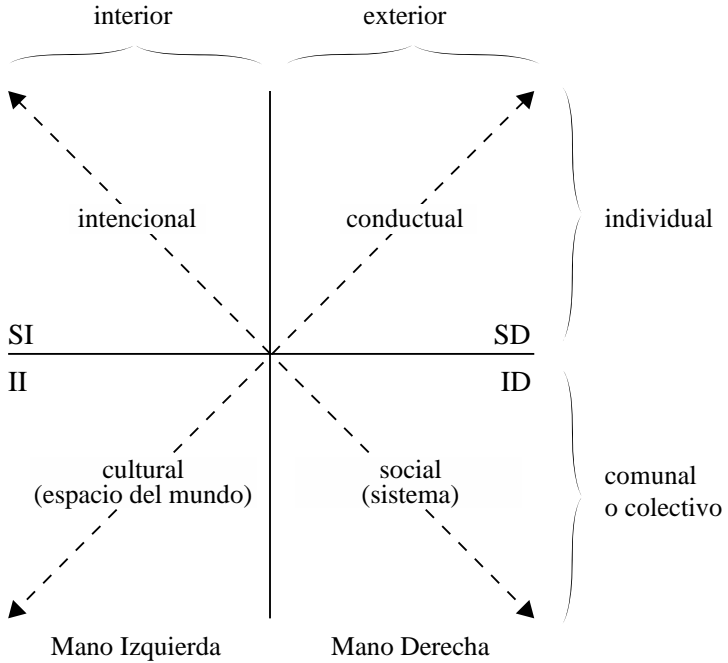 interior
exterior
intencional
conductual
individual
SI
SD
II
ID
cultural
(espacio del mundo)
social
(sistema)
comunal
o colectivo
Mano Izquierda
Mano Derecha